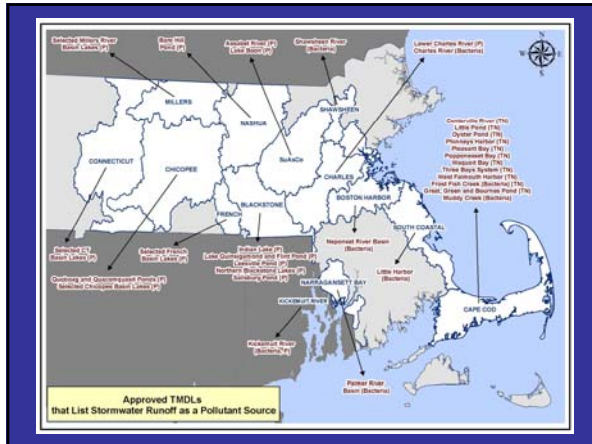 Selected Millers River
Basin Lakes (P)
Bare Hill
Pond (P)
Assabet River (P)
Lake Boon (P)
Shawsheen River
(Bacteria)
Lower Charles River (P)
Charles River (Bacteria)
MILLERS
NASHUA
SHAWSHEEN
CONNECTICUT
CHICOPEE
SuAsCo
CHARLES
BLACKSTONE
BOSTON HARBOR
FRENCH
SOUTH COASTAL
Centerville River (TN)
Little Pond (TN)
Oyster Pond (TN)
Phinneys Harbor (TN)
Pleasant Bay (TN)
Popponesset Bay (TN)
Waquoit Bay (TN)
Three Bays System (TN)
West Falmouth Harbor (TN)
Frost Fish Creek (Bacteria) (TN)
Great, Green and Bournes Pond (TN)
Muddy Creek (Bacteria)
Selected CT
Basin Lakes (P)
Selected French
Basin Lakes (P)
Indian Lake (P)
Lake Quinsigamond and Flint Pond (P)
Leesville Pond (P)
Northern Blackstone Lakes (P)
Salisbury Pond (P)
Neponset River Basin
(Bacteria)
Quaboag and Quacumquasit Ponds (P)
Selected Chicopee Basin Lakes (P)
Little Harbor
(Bacteria)
NARRAGANSETT BAY
KICKEMUIT RIVER
CAPE COD
Kickemuit River
(Bacteria, P)
Palmer River
Basin (Bacteria)
Approved TMDLs
that List Stormwater Runoff as a Pollutant Source